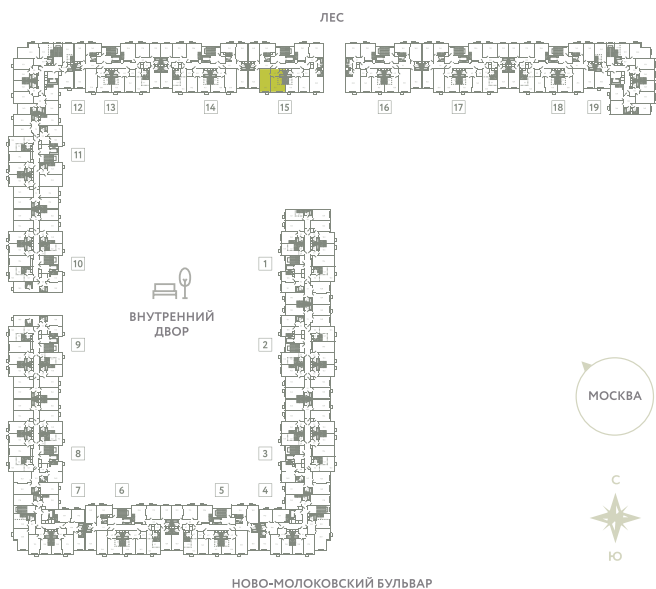 ЛЕС
12 13 14 15 16 17 18 19
11
10 1
ВНУТРЕННИЙ
ДВОР
9 2
МОСКВА
8 3
7 6 5 4
С
Ю
НОВО-МОЛОКОВСКИЙ БУЛЬВАР